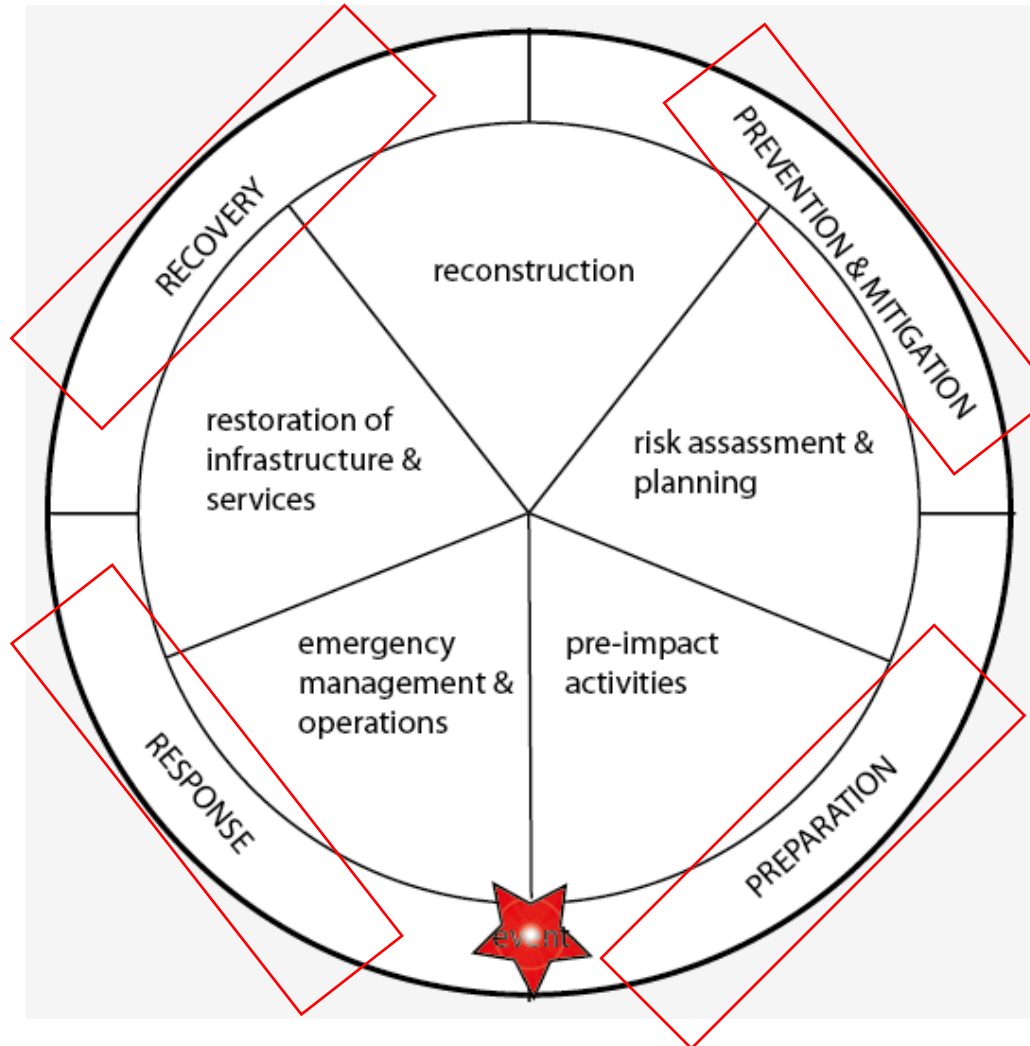 RECOVERY
PREVENTION & MITIGATION
reconstruction
restoration of
infrastructure &
services
risk assassment &
planning
emergency
management &
operations
pre-impact
activities
RESPONSE
PREPARATION
event